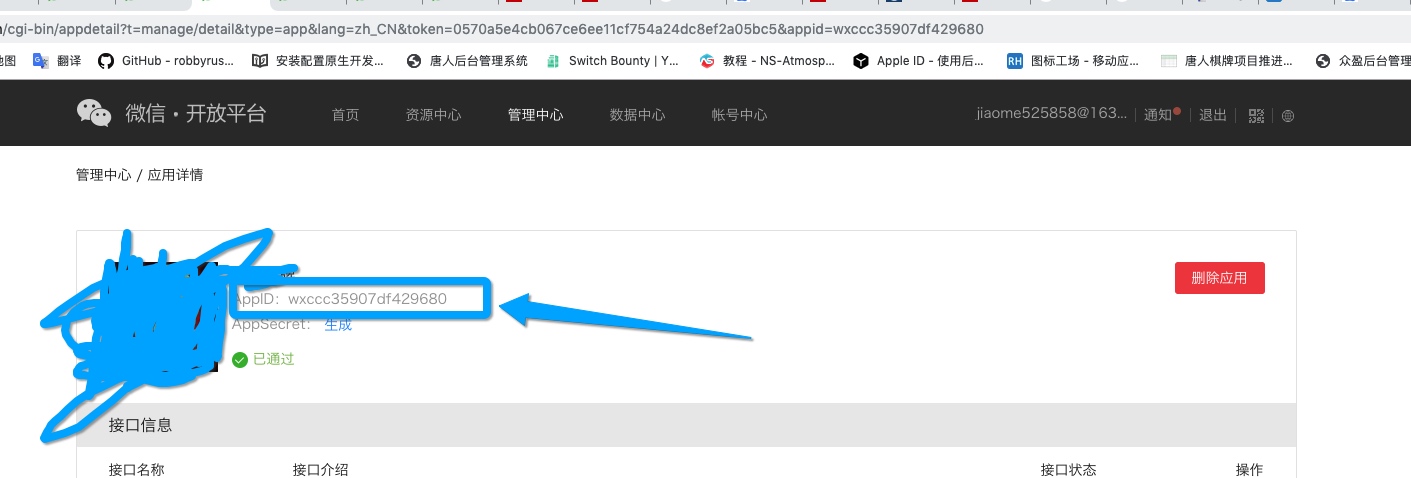 /cgi-bin/appdetail?t=manage/detail&type=app&lang=zh_CN&token=0570a5e4cb067ce6ee11cf754a24dc8ef2a05bc5&appid=wxccc35907df429680
地图 翻译 GitHub - robbyrus... 安装配置原生开发... 唐人后台管理系统 Switch Bounty | Y... 教程 - NS-Atmosp... Apple ID - 使用后... RH 图标工场 - 移动应... 唐人棋牌项目推进... 众盈后台管理
微信·开放平台 首页 资源中心 管理中心 数据中心 帐号中心 jiaome525858@163... 通知 退出
管理中心 / 应用详情
删除应用
AppID: wxccc35907df429680
AppSecret: 生成
已通过
接口信息
接口名称 接口介绍 接口状态 操作